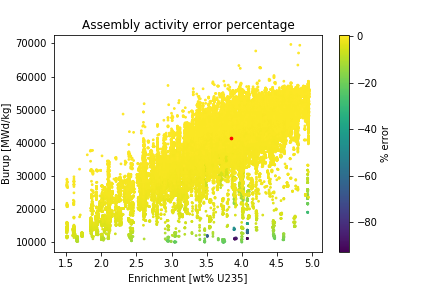 Assembly activity error percentage
70000
60000
50000
40000
30000
20000
10000
Burup [MWd/kg]
1.5 2.0 2.5 3.0 3.5 4.0 4.5 5.0
Enrichment [wt% U235]
0
−20
−40
−60
−80
% error